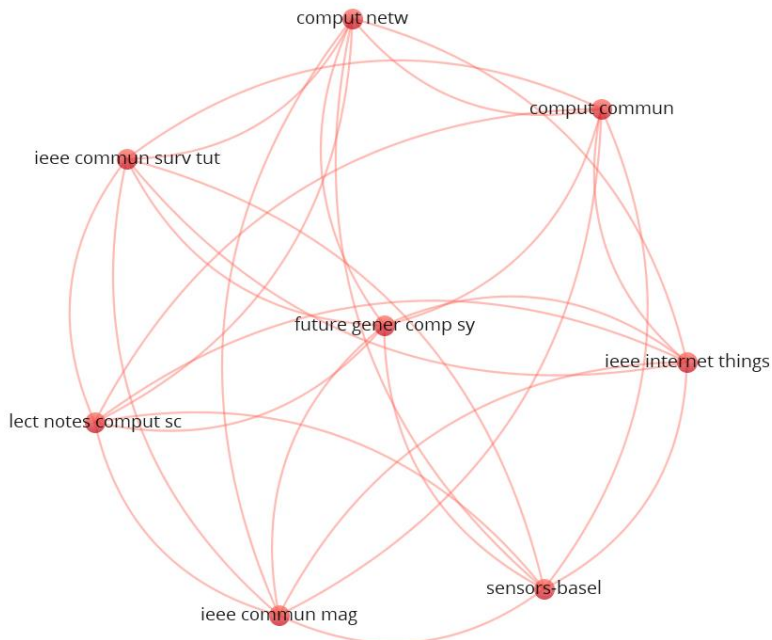 comput netw
comput commun
ieee commun surv tut
future gener comp sy
ieee internet things
lect notes comput sc
sensors-basel
ieee commun mag